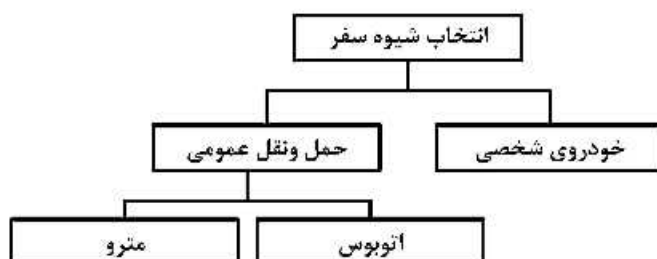 انتخاب شیوه سفر
خودروی شخصی
حمل ونقل عمومی
اتوبوس
مترو